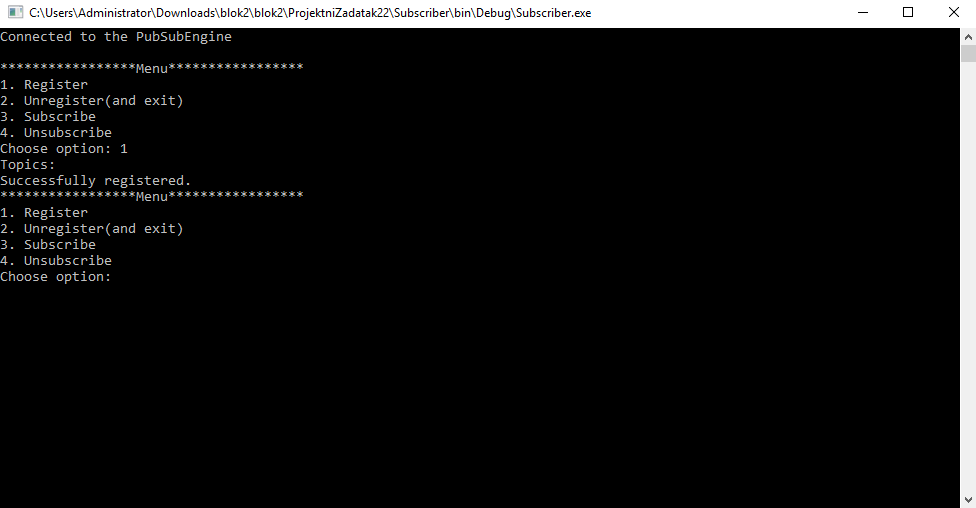 C:\Users\Administrator\Downloads\blok2\blok2\ProjektniZadatak22\Subscriber\bin\Debug\Subscriber.exe
Connected to the PubSubEngine
*****************Menu*****************
1. Register
2. Unregister(and exit)
3. Subscribe
4. Unsubscribe
Choose option: 1
Topics:
Successfully registered.
*****************Menu*****************
1. Register
2. Unregister(and exit)
3. Subscribe
4. Unsubscribe
Choose option: